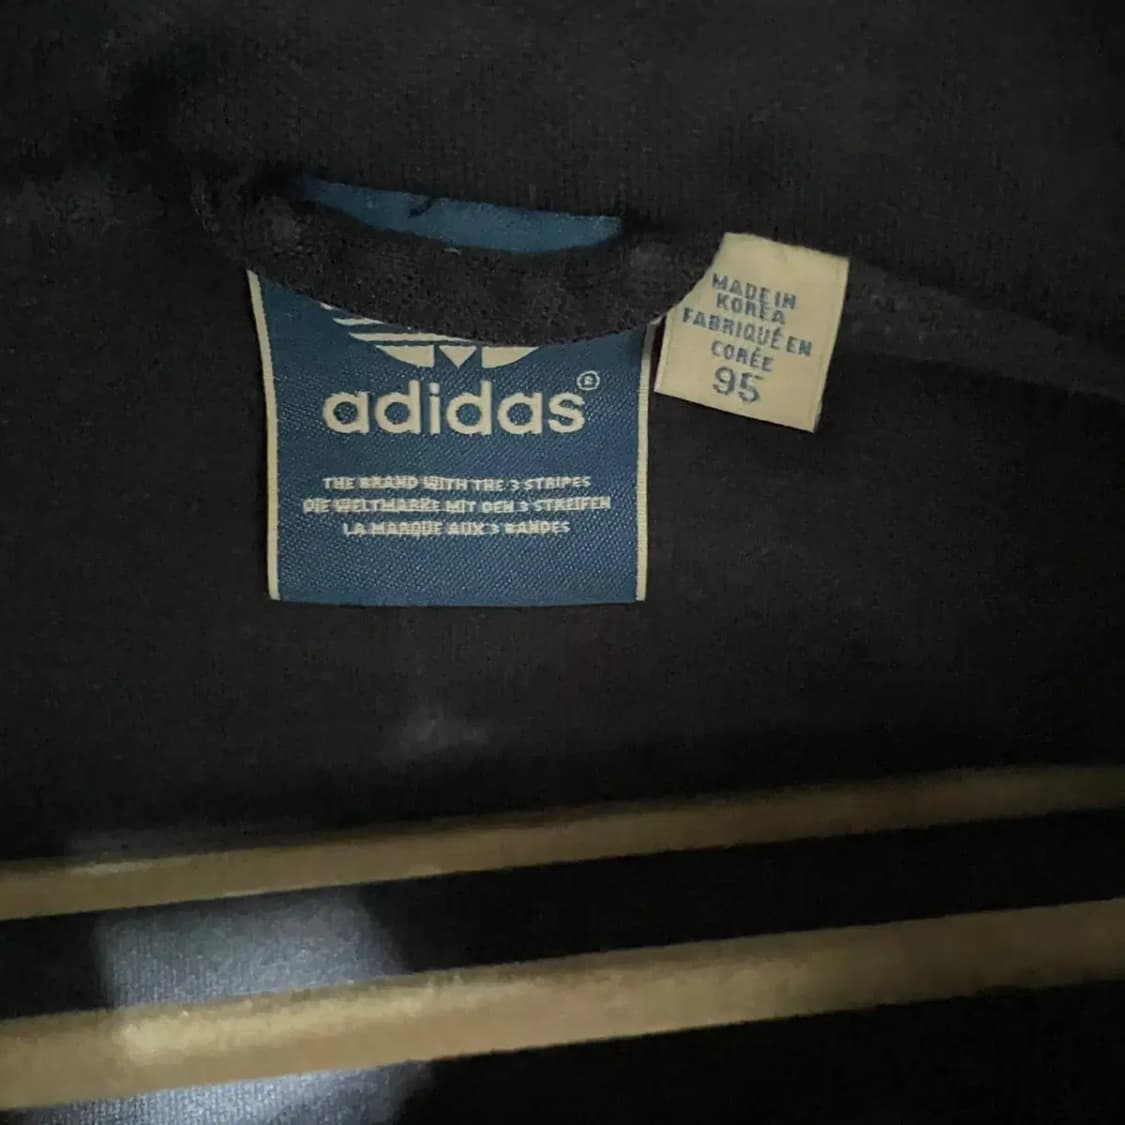 adidas®
THE BRAND WITH THE 3 STRIPES
DIE WELTMARKE MIT DEN 3 STREIFEN
LA MARQUE AUX 3 BANDES
MADE IN
KOREA
FABRIQUÉ EN
CORÉE
95